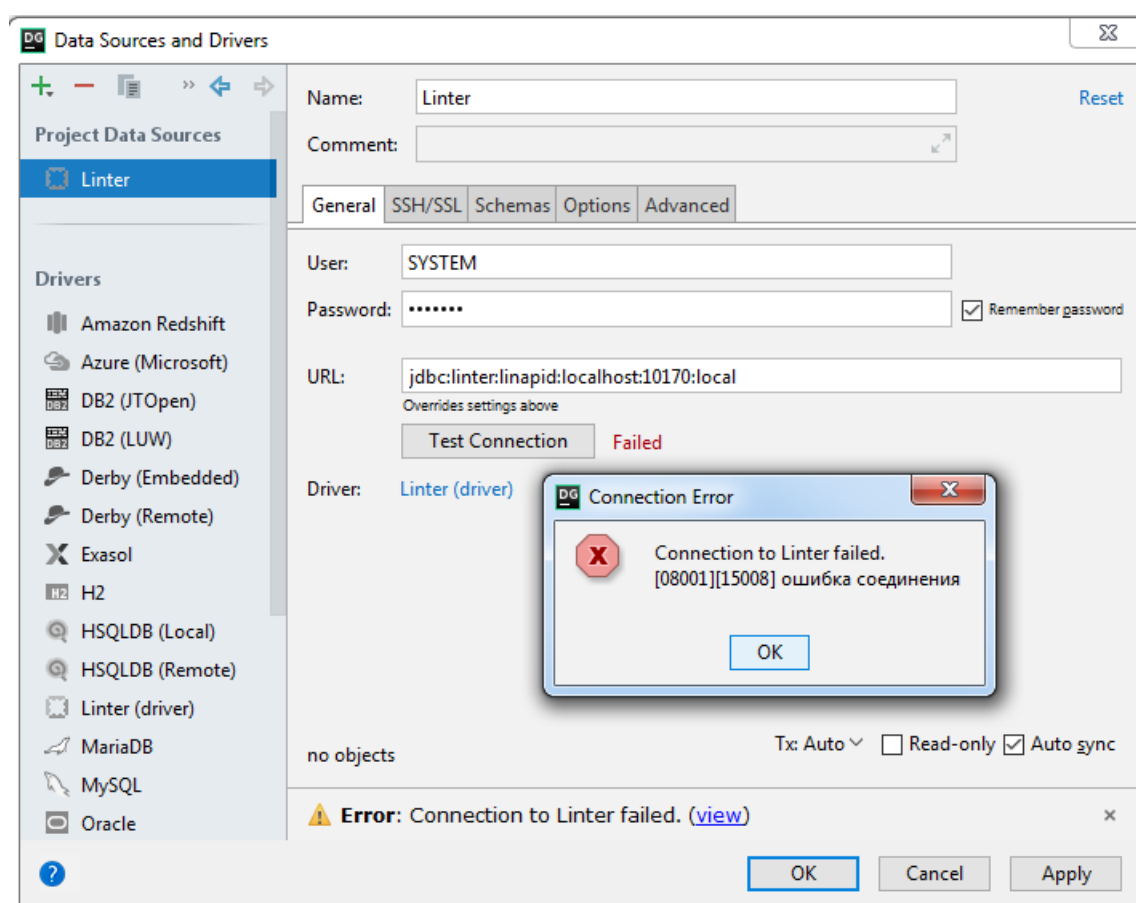 DG Data Sources and Drivers
Project Data Sources
Linter
Drivers
Amazon Redshift
Azure (Microsoft)
DB2 (JTOpen)
DB2 (LUW)
Derby (Embedded)
Derby (Remote)
Exasol
H2 H2
HSQLDB (Local)
HSQLDB (Remote)
Linter (driver)
MariaDB
MySQL
Oracle
Name: Linter Reset
Comment:
General SSH/SSL Schemas Options Advanced
User: SYSTEM
Password: ••••••• Remember password
URL: jdbc:linter:linapid:localhost:10170:local
Overrides settings above
Test Connection Failed
Driver: Linter (driver)
DG Connection Error
Connection to Linter failed.
[08001][15008] ошибка соединения
OK
no objects Tx: Auto Read-only Auto sync
Error: Connection to Linter failed. (view)
? OK Cancel Apply